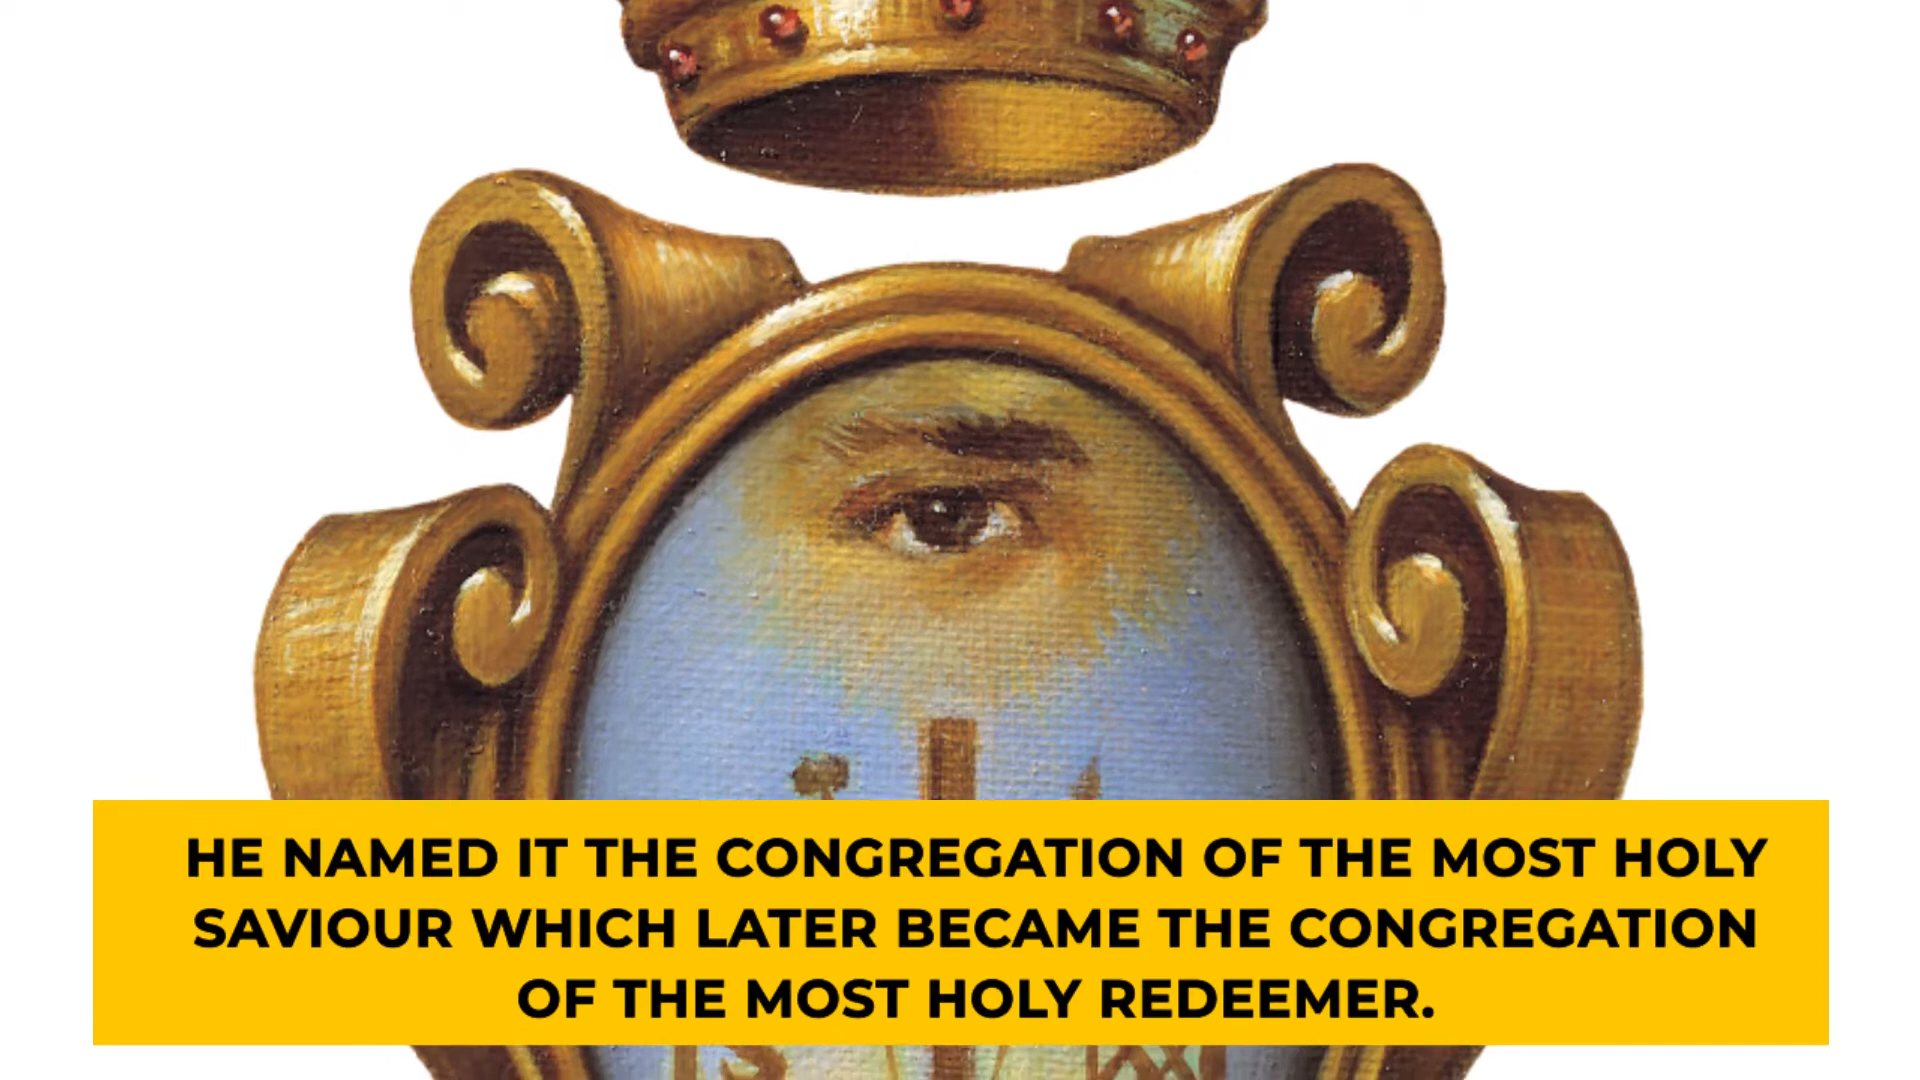 HE NAMED IT THE CONGREGATION OF THE MOST HOLY
SAVIOUR WHICH LATER BECAME THE CONGREGATION
OF THE MOST HOLY REDEEMER.